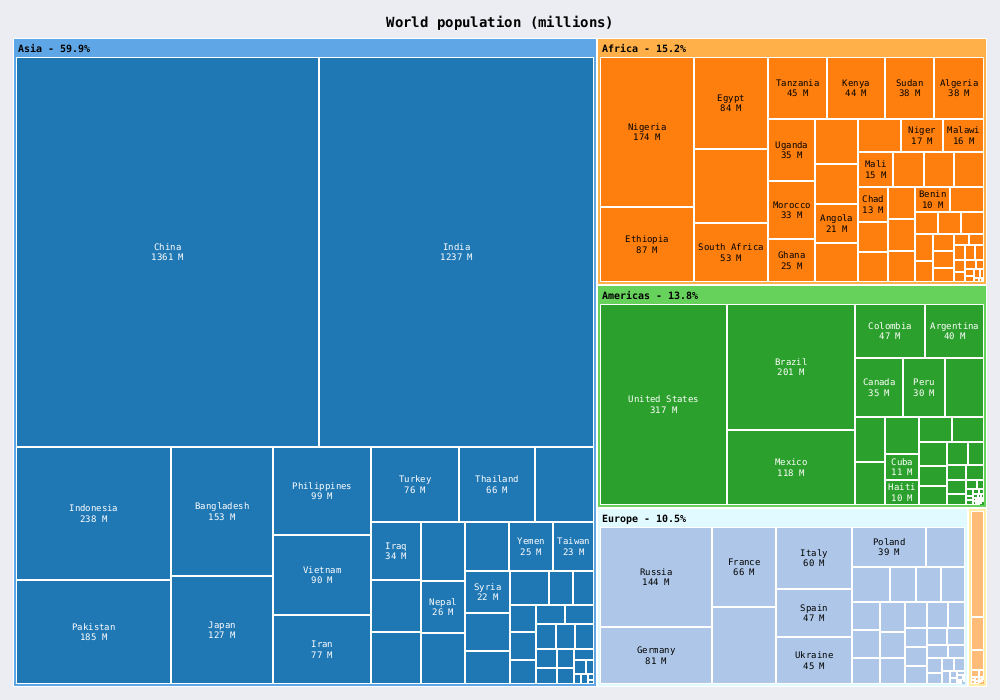 World population (millions)
Asia - 59.9%
China
1361 M
India
1237 M
Indonesia
238 M
Pakistan
185 M
Bangladesh
153 M
Japan
127 M
Philippines
99 M
Vietnam
90 M
Iran
77 M
Turkey
76 M
Thailand
66 M
Iraq
34 M
Nepal
26 M
Yemen
25 M
Taiwan
23 M
Syria
22 M
Africa - 15.2%
Nigeria
174 M
Ethiopia
87 M
Egypt
84 M
South Africa
53 M
Tanzania
45 M
Kenya
44 M
Sudan
38 M
Algeria
38 M
Uganda
35 M
Morocco
33 M
Ghana
25 M
Angola
21 M
Niger
17 M
Malawi
16 M
Mali
15 M
Chad
13 M
Benin
10 M
Americas - 13.8%
United States
317 M
Brazil
201 M
Mexico
118 M
Colombia
47 M
Argentina
40 M
Canada
35 M
Peru
30 M
Cuba
11 M
Haiti
10 M
Europe - 10.5%
Russia
144 M
Germany
81 M
France
66 M
Italy
60 M
Spain
47 M
Ukraine
45 M
Poland
39 M